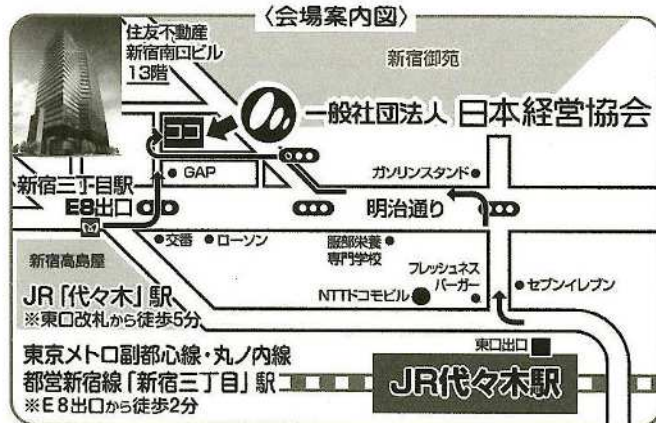 〈会場案内図〉
住友不動産
新宿南口ビル
13階
新宿御苑
ココ
一般社団法人 日本経営協会
GAP
ガソリンスタンド
新宿三丁目駅
E8出口
明治通り
交番
ローソン
服部栄養
専門学校
新宿高島屋
フレッシュネス
バーガー
セブンイレブン
NTTドコモビル
JR「代々木」駅
※東口改札から徒歩5分
東口出口
東京メトロ副都心線・丸ノ内線
都営新宿線「新宿三丁目」駅
※E8出口から徒歩2分
JR代々木駅